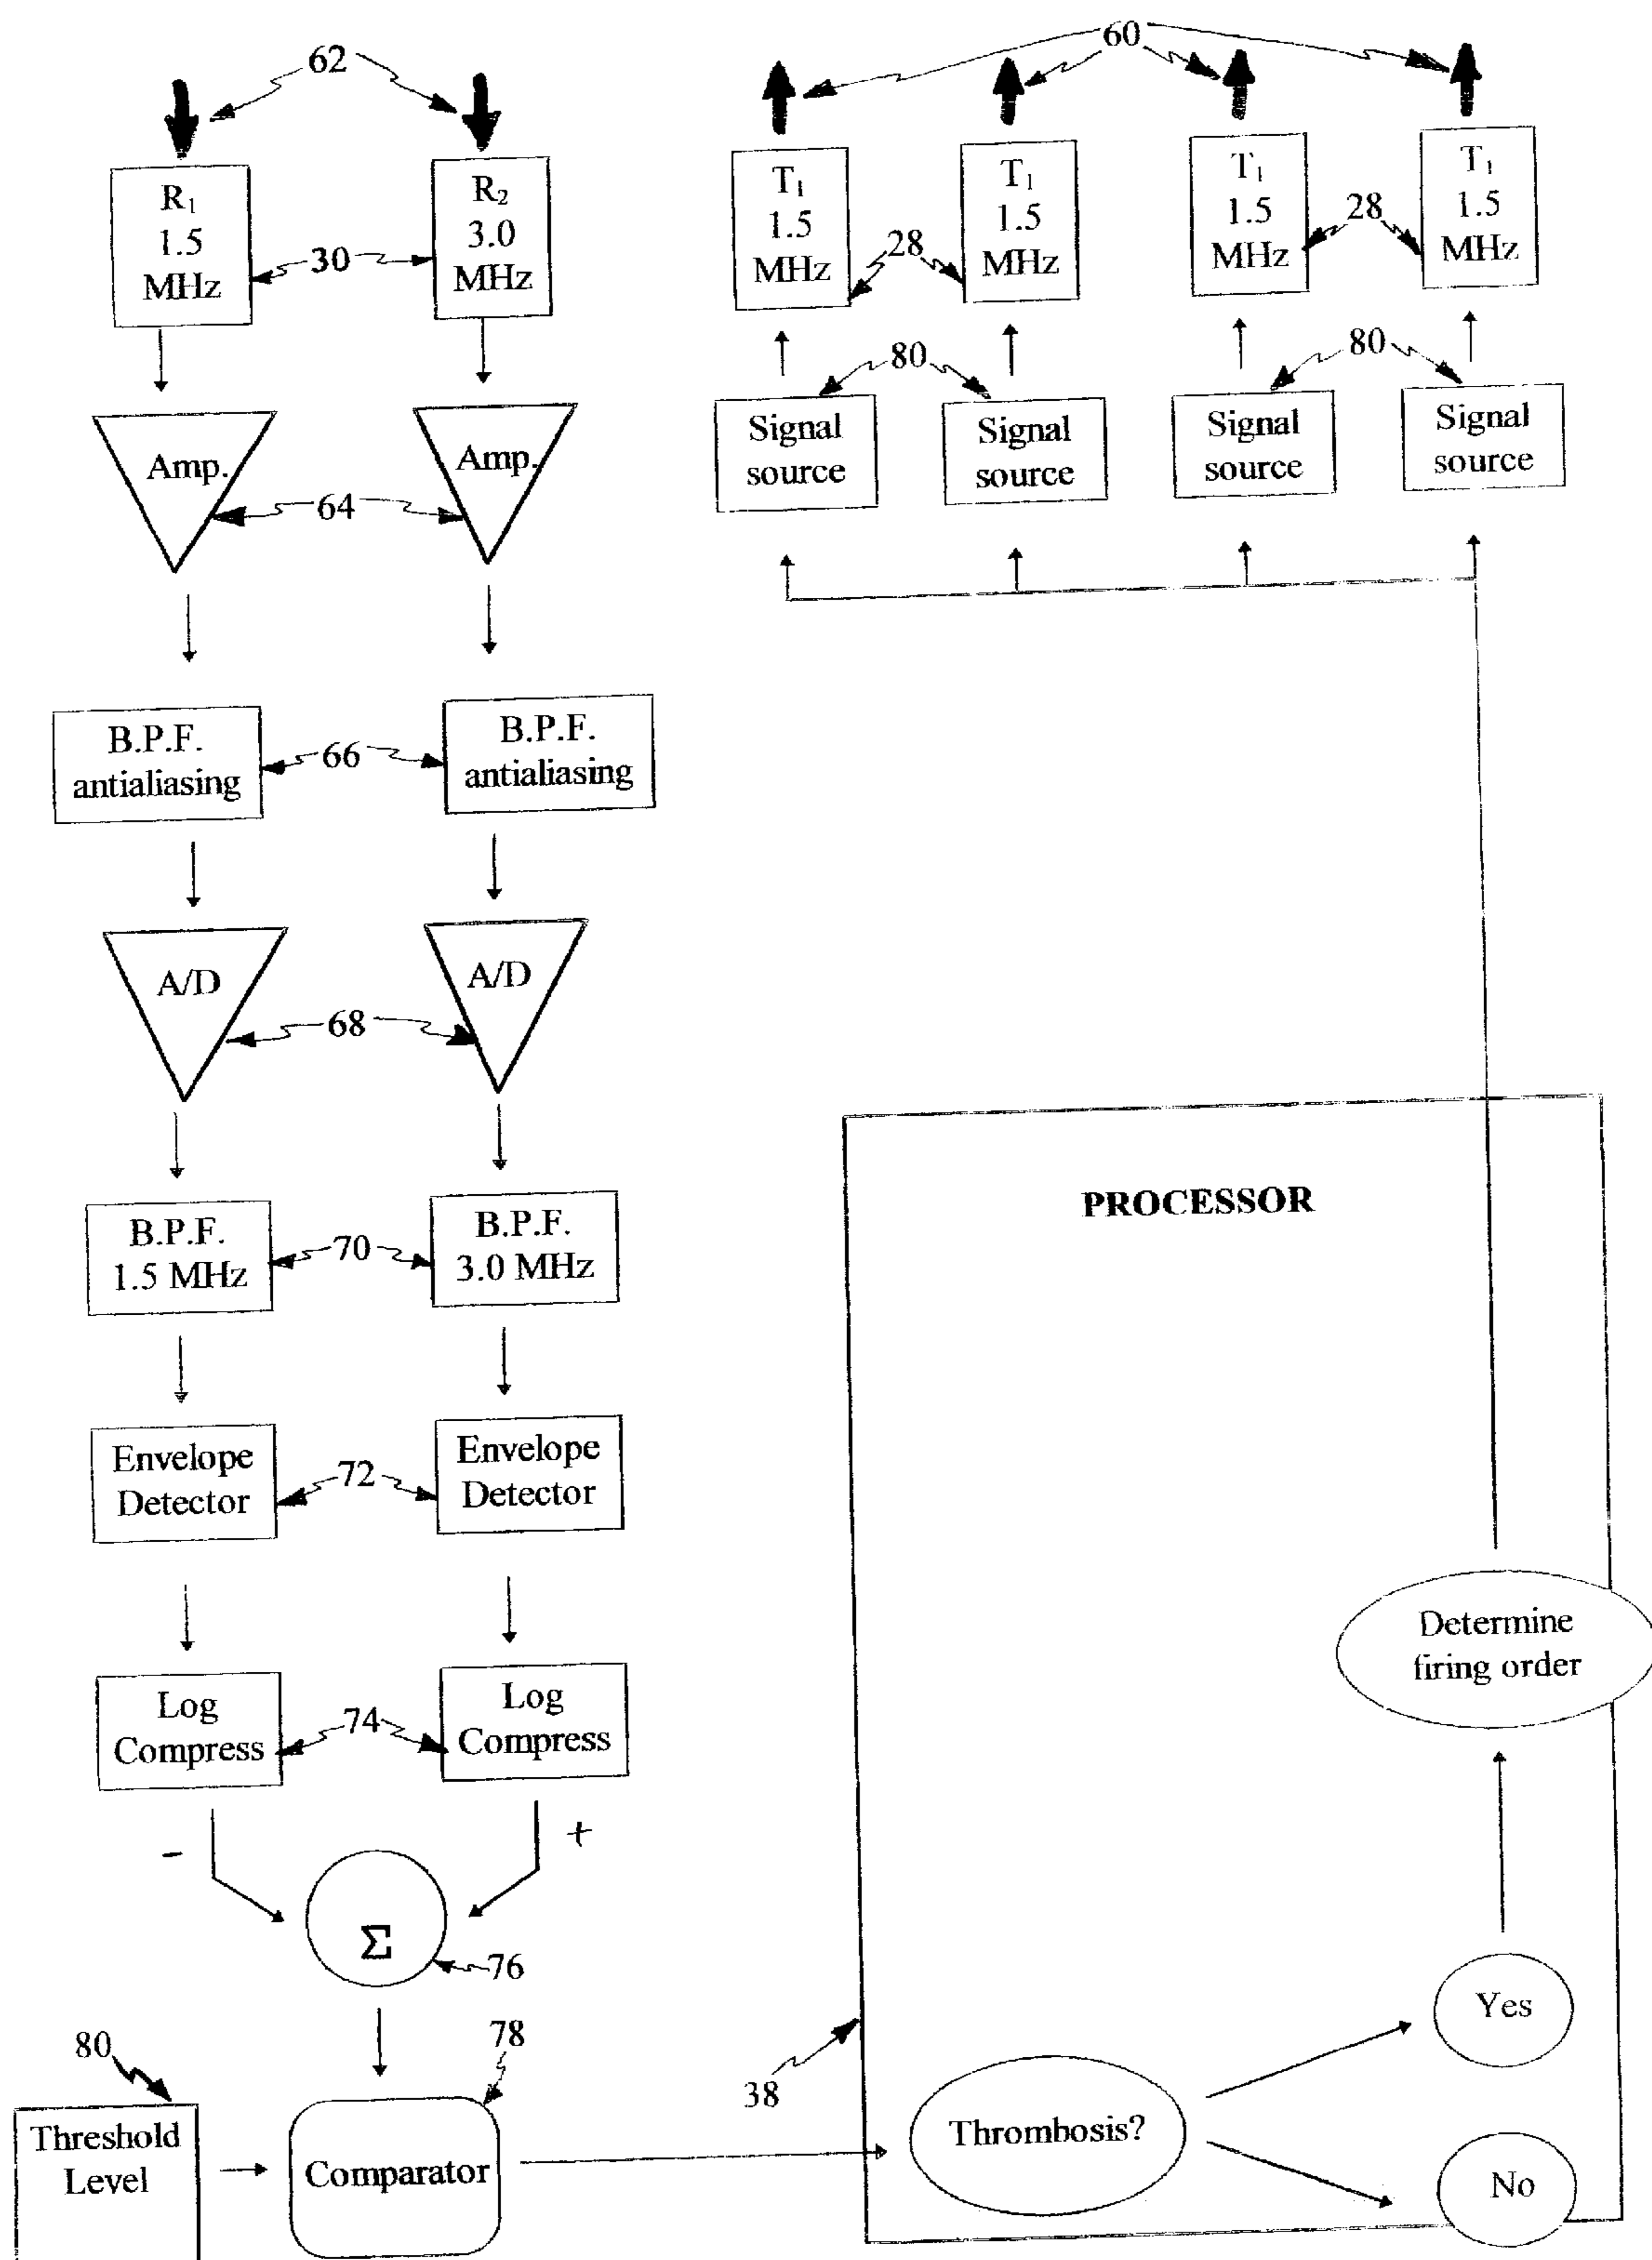 62
60
R₁
1.5
MHz
30
R₂
3.0
MHz
T₁
1.5
MHz
28
T₁
1.5
MHz
T₁
1.5
MHz
28
T₁
1.5
MHz
80
80
Amp.
64
Amp.
Signal
source
Signal
source
Signal
source
Signal
source
B.P.F.
antialiasing
66
B.P.F.
antialiasing
A/D
68
A/D
B.P.F.
1.5 MHz
70
B.P.F.
3.0 MHz
PROCESSOR
Envelope
Detector
72
Envelope
Detector
Log
Compress
74
Log
Compress
Determine
firing order
-
+
Σ
76
80
78
38
Threshold
Level
Comparator
Thrombosis?
Yes
No